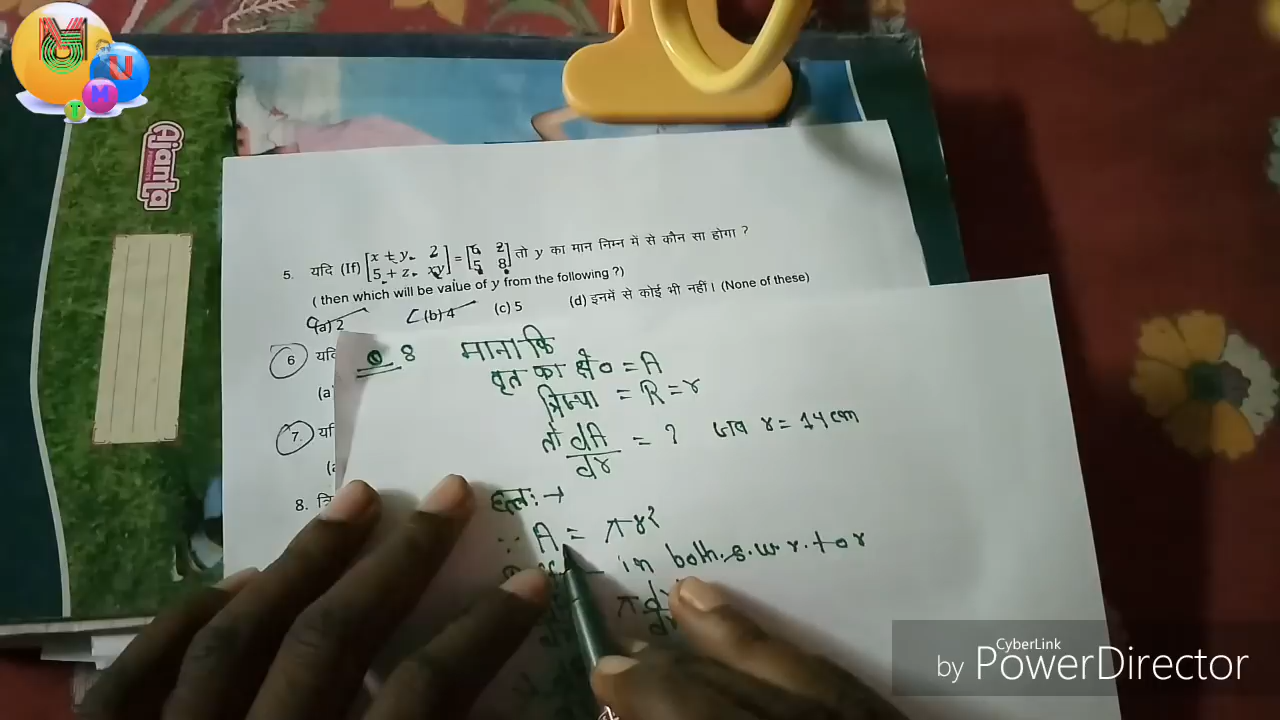 Ajanta
5. यदि (If) [x + y 2 5 + z xy] = [6 2 5 8] तो y का मान निम्न में से कौन सा होगा ?
( then which will be value of y from the following ?)
(a) 2 (b) 4 (c) 5 (d) इनमें से कोई भी नहीं। (None of these)
6
(a)
7.
8. त्रि
8 माना कि
वृत का क्षे० = A
त्रिज्या = R = r
तो dA/dr = ? जब r = 14 cm
हल: →
∴ A = πr²
in both.s.w.r.to r
π
CyberLink
by PowerDirector